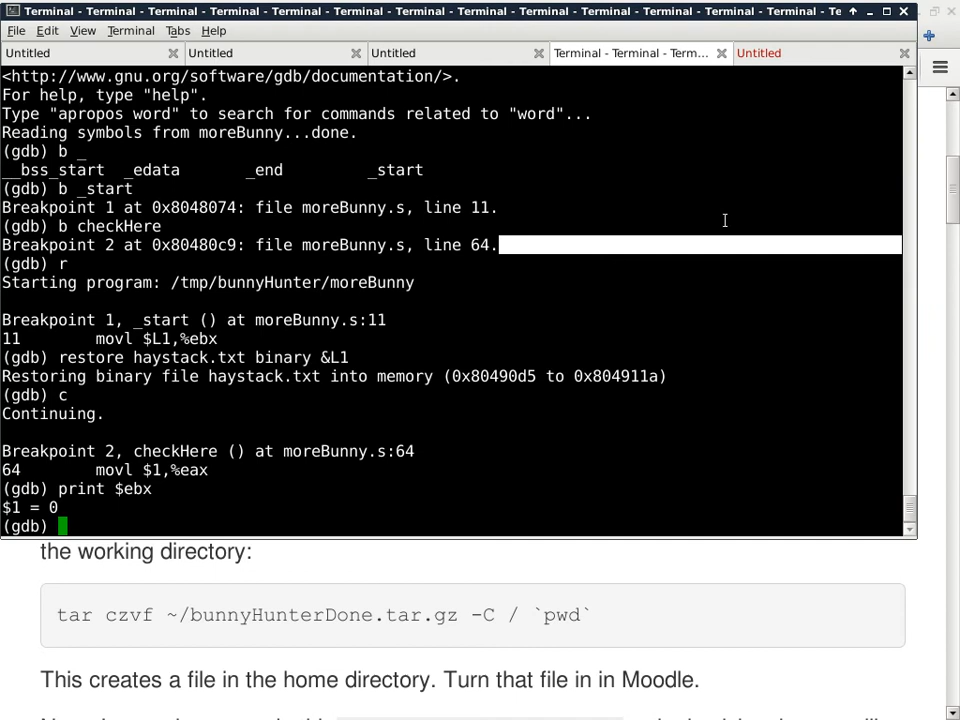 Terminal - Terminal - Terminal - Terminal - Terminal - Terminal - Terminal - Terminal - Terminal - Terminal - Terminal - Terminal - Te
File Edit View Terminal Tabs Help
Untitled Untitled Untitled Terminal - Terminal - Term... Untitled
<http://www.gnu.org/software/gdb/documentation/>.
For help, type "help".
Type "apropos word" to search for commands related to "word"...
Reading symbols from moreBunny...done.
(gdb) b _
__bss_start _edata _end _start
(gdb) b _start
Breakpoint 1 at 0x8048074: file moreBunny.s, line 11.
(gdb) b checkHere
Breakpoint 2 at 0x80480c9: file moreBunny.s, line 64.
(gdb) r
Starting program: /tmp/bunnyHunter/moreBunny
Breakpoint 1, _start () at moreBunny.s:11
11 movl $L1,%ebx
(gdb) restore haystack.txt binary &L1
Restoring binary file haystack.txt into memory (0x80490d5 to 0x804911a)
(gdb) c
Continuing.
Breakpoint 2, checkHere () at moreBunny.s:64
64 movl $1,%eax
(gdb) print $ebx
$1 = 0
(gdb)
the working directory:
tar czvf ~/bunnyHunterDone.tar.gz -C / `pwd`
This creates a file in the home directory. Turn that file in in Moodle.